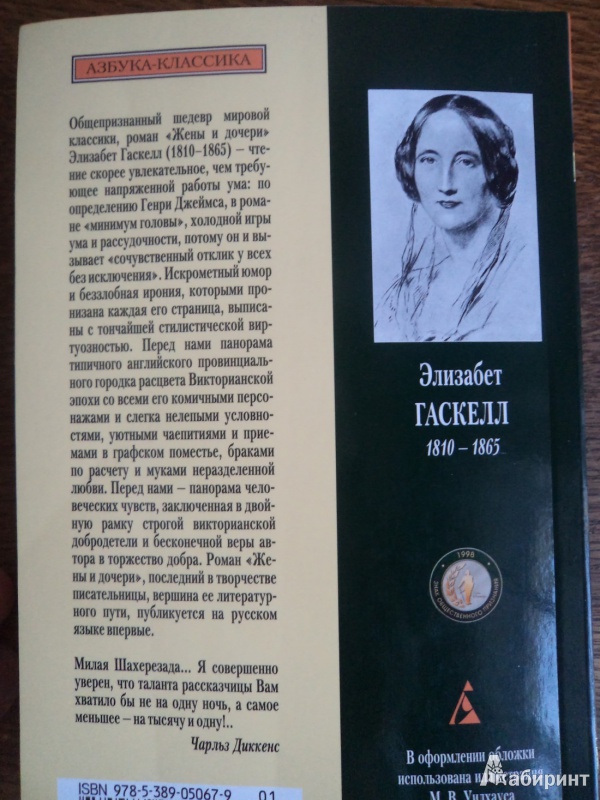 АЗБУКА-КЛАССИКА
Общепризнанный шедевр мировой
классики, роман «Жены и дочери»
Элизабет Гаскелл (1810–1865) – чте-
ние скорее увлекательное, чем требу-
ющее напряженной работы ума: по
определению Генри Джеймса, в рома-
не «минимум головы», холодной игры
ума и рассудочности, потому он и вы-
зывает «сочувственный отклик у всех
без исключения». Искрометный юмор
и беззлобная ирония, которыми про-
низана каждая его страница, выписа-
ны с тончайшей стилистической вир-
туозностью. Перед нами панорама
типичного английского провинциаль-
ного городка расцвета Викторианской
эпохи со всеми его комичными персо-
нажами и слегка нелепыми условно-
стями, уютными чаепитиями и прие-
мами в графском поместье, браками
по расчету и муками неразделенной
любви. Перед нами – панорама чело-
веческих чувств, заключенная в двой-
ную рамку строгой викторианской
добродетели и бесконечной веры ав-
тора в торжество добра. Роман «Же-
ны и дочери», последний в творчестве
писательницы, вершина ее литератур-
ного пути, публикуется на русском
языке впервые.
Милая Шахерезада... Я совершенно
уверен, что таланта рассказчицы Вам
хватило бы не на одну ночь, а самое
меньшее – на тысячу и одну!..
Чарльз Диккенс
ISBN 978-5-389-05067-9 01
Элизабет
ГАСКЕЛЛ
1810 – 1865
1998
ЗНАК ОБЩЕСТВЕННОГО ПРИЗНАНИЯ
В оформлении обложки
использована
М. В. Уилхауса
Лабиринт